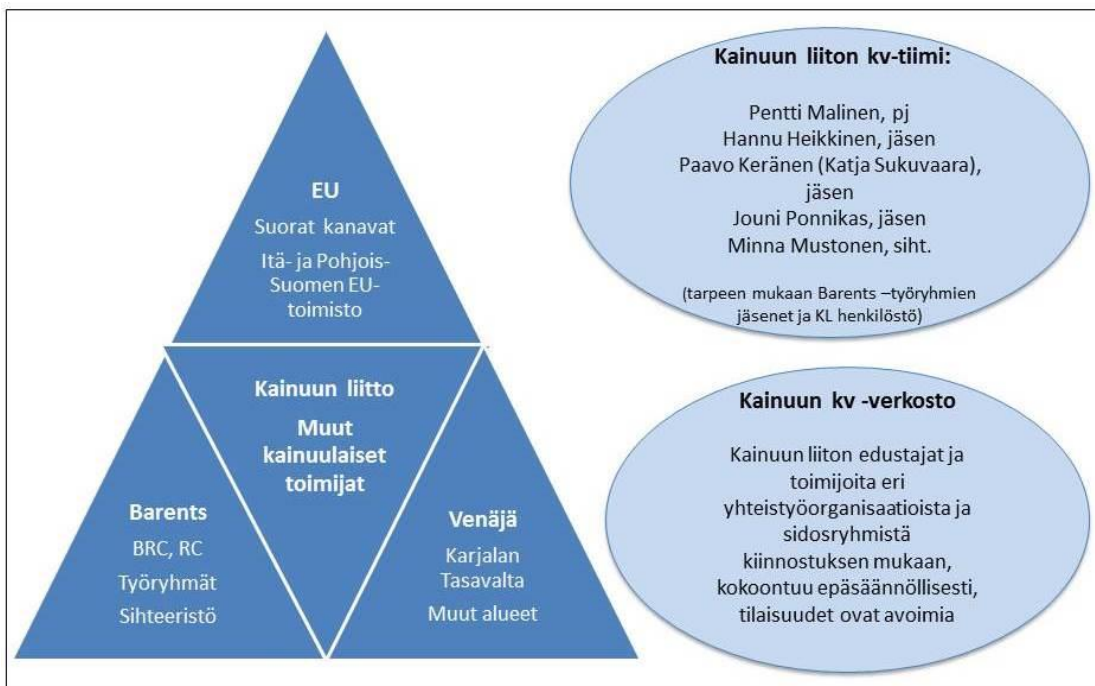 EU
Suorat kanavat
Itä- ja Pohjois-
Suomen EU-
toimisto
Kainuun liitto
Muut
kainuulaiset
toimijat
Barents
BRC, RC
Työryhmät
Sihteeristö
Venäjä
Karjalan
Tasavalta
Muut alueet
Kainuun liiton kv-tiimi:
Pentti Malinen, pj
Hannu Heikkinen, jäsen
Paavo Keränen (Katja Sukuvaara),
jäsen
Jouni Ponnikas, jäsen
Minna Mustonen, siht.
(tarpeen mukaan Barents –työryhmien
jäsenet ja KL henkilöstö)
Kainuun kv -verkosto
Kainuun liiton edustajat ja
toimijoita eri
yhteistyöorganisaatioista ja
sidosryhmistä
kiinnostuksen mukaan,
kokoontuu epäsäännöllisesti,
tilaisuudet ovat avoimia